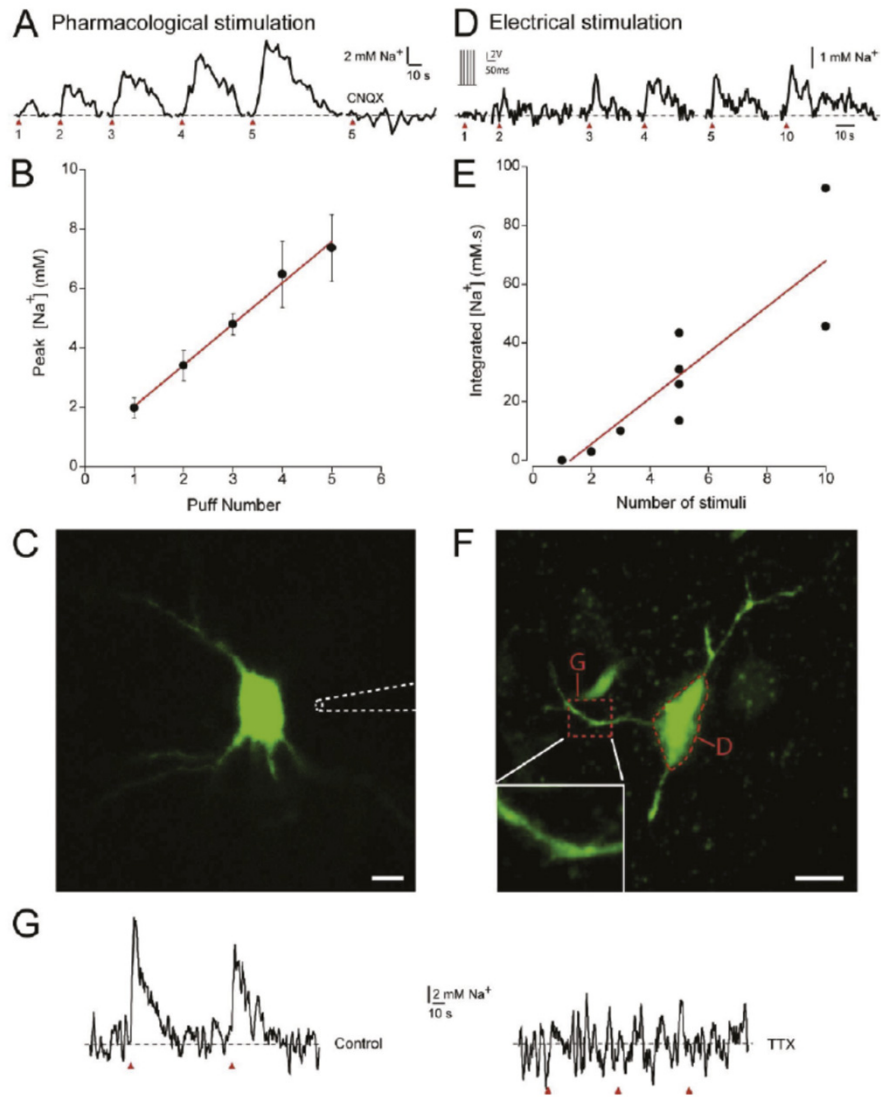 A Pharmacological stimulation
2 mM Na+
10 s
CNQX
1 2 3 4 5 5
D Electrical stimulation
2V
50ms
1 mM Na+
1 2 3 4 5 10
10 s
B
10
8
6
4
2
0
Peak [Na+] (mM)
0 1 2 3 4 5 6
Puff Number
E
100
80
60
40
20
0
Integrated [Na+] (mM.s)
0 2 4 6 8 10
Number of stimuli
C
F
G
D
G
2 mM Na+
10 s
Control
TTX